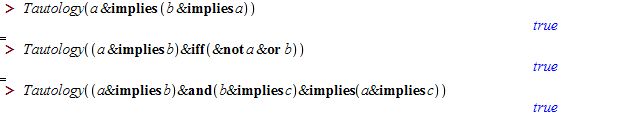 > Tautology(a &implies (b &implies a))
true
> Tautology((a &implies b) &iff (&not a &or b))
true
> Tautology((a &implies b) &and (b &implies c) &implies (a &implies c))
true